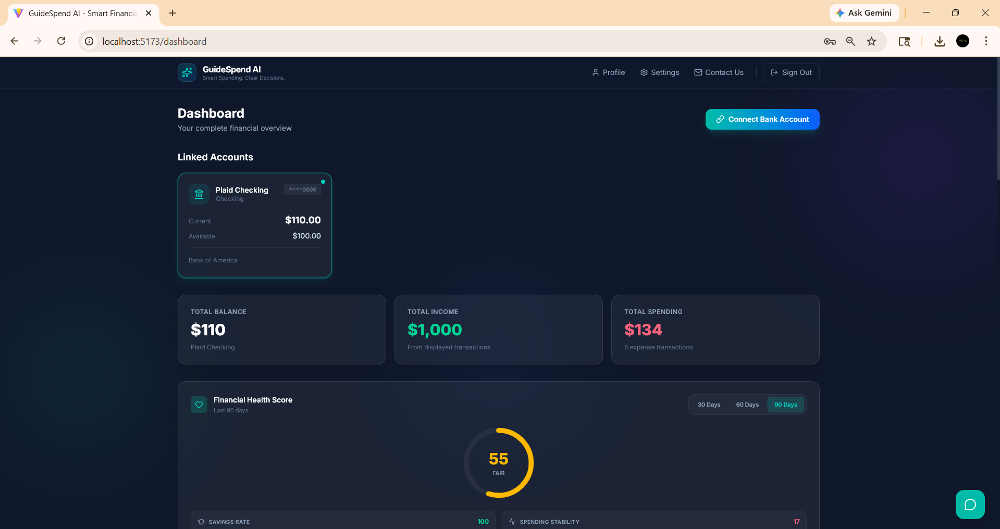 GuideSpend AI - Smart Financia
Ask Gemini
localhost:5173/dashboard
GuideSpend AI
Smart Spending. Clear Decisions.
Profile
Settings
Contact Us
Sign Out
Dashboard
Your complete financial overview
Connect Bank Account
Linked Accounts
Plaid Checking
****0000
Checking
Current
$110.00
Available
$100.00
Bank of America
TOTAL BALANCE
$110
Plaid Checking
TOTAL INCOME
$1,000
From displayed transactions
TOTAL SPENDING
$134
8 expense transactions
Financial Health Score
Last 90 days
30 Days
60 Days
90 Days
55
FAIR
SAVINGS RATE
100
SPENDING STABILITY
17